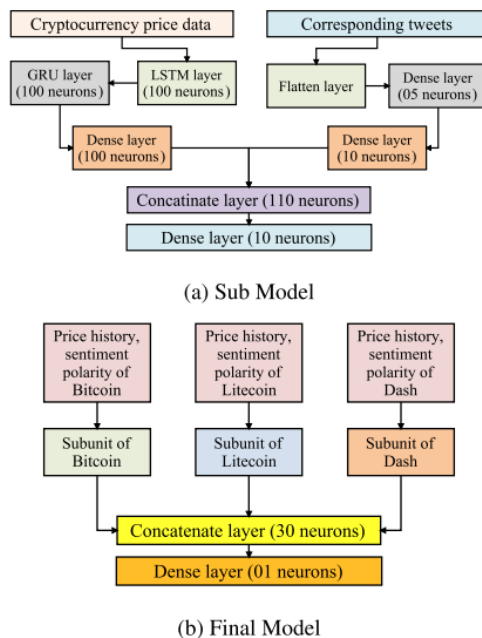 Cryptocurrency price data
Corresponding tweets
GRU layer
(100 neurons)
LSTM layer
(100 neurons)
Flatten layer
Dense layer
(05 neurons)
Dense layer
(100 neurons)
Dense layer
(10 neurons)
Concatinate layer (110 neurons)
Dense layer (10 neurons)
(a) Sub Model
Price history,
sentiment
polarity of
Bitcoin
Price history,
sentiment
polarity of
Litecoin
Price history,
sentiment
polarity of
Dash
Subunit of
Bitcoin
Subunit of
Litecoin
Subunit of
Dash
Concatenate layer (30 neurons)
Dense layer (01 neurons)
(b) Final Model